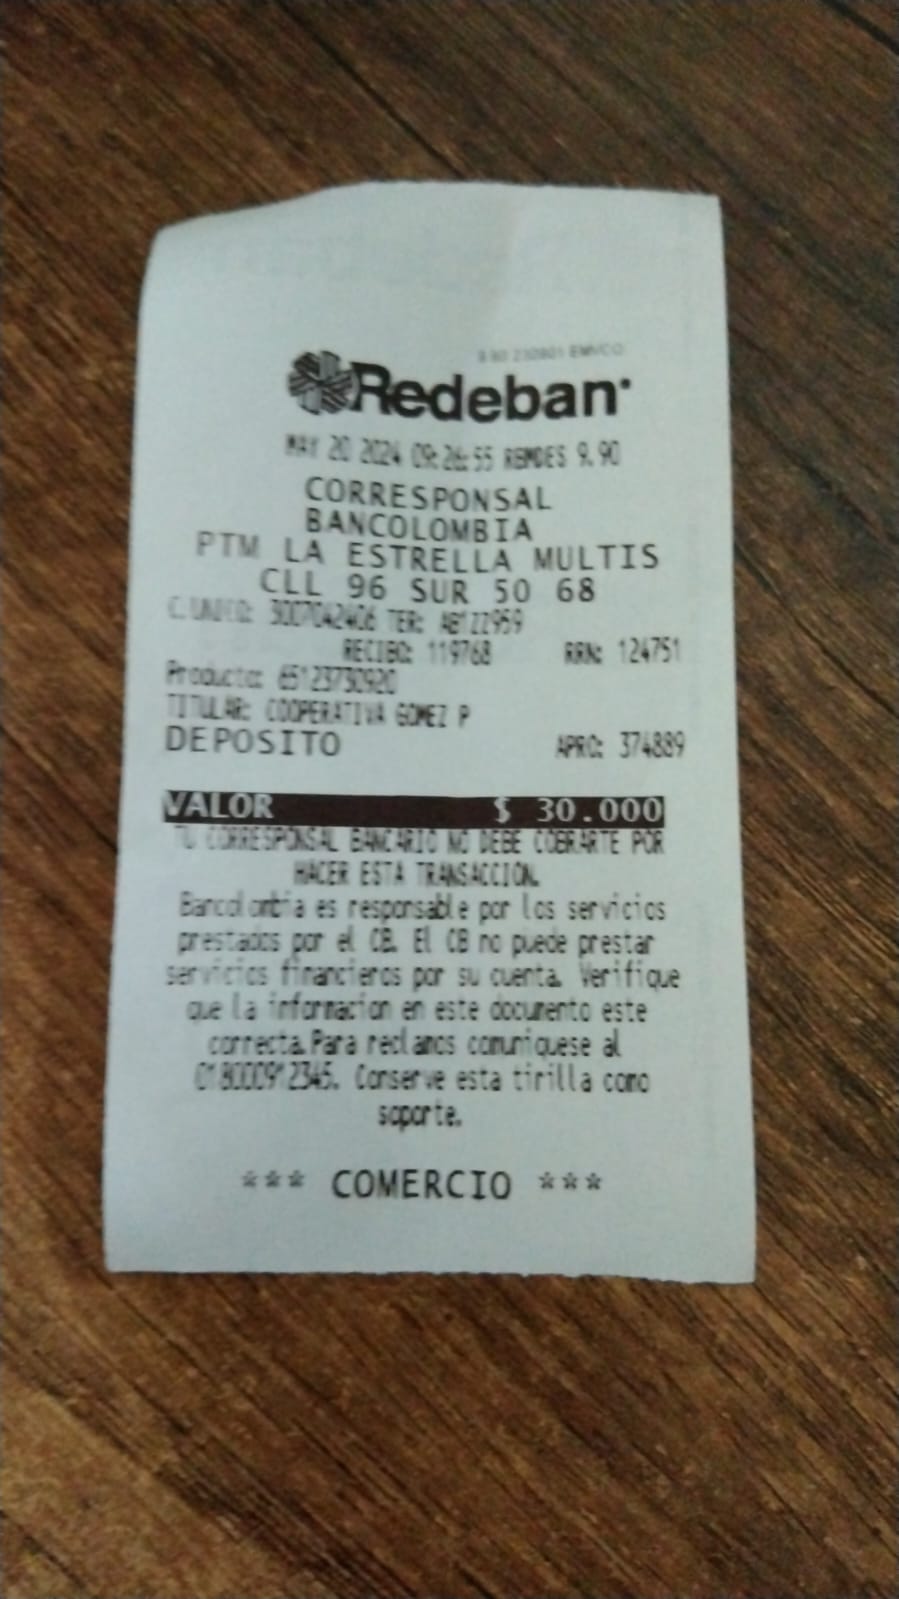 Redeban
MAY 20 2024 09:26:55 RBMDES 9.90
CORRESPONSAL
BANCOLOMBIA
PTM LA ESTRELLA MULTIS
CLL 96 SUR 50 68
C.UNICO: 3007042406 TER: AB1ZZ959
RECIBO: 119768 RRN: 124751
Producto: 65123730920
TITULAR: COOPERATIVA GOMEZ P
DEPOSITO APRO: 374889
VALOR $ 30.000
TU CORRESPONSAL BANCARIO NO DEBE COBRARTE POR
HACER ESTA TRANSACCION.
Bancolombia es responsable por los servicios
prestados por el CB. El CB no puede prestar
servicios financieros por su cuenta. Verifique
que la informacion en este documento este
correcta. Para reclamos comuniquese al
018000912345. Conserve esta tirilla como
soporte.
*** COMERCIO ***